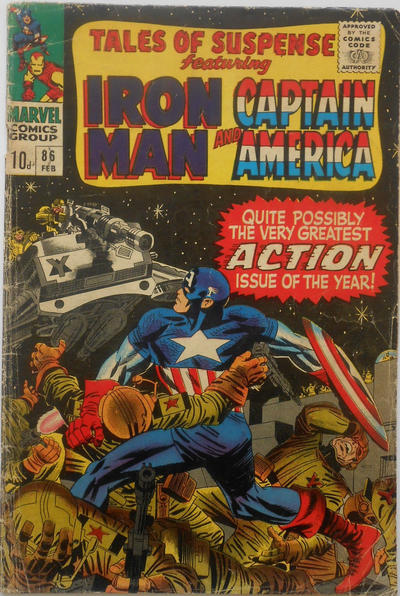 APPROVED
BY THE
COMICS
CODE
AUTHORITY
TALES OF SUSPENSE
featuring
IRON
MAN
AND
CAPTAIN
AMERICA
MARVEL
COMICS
GROUP
10d 86
FEB
QUITE POSSIBLY
THE VERY GREATEST
ACTION
ISSUE OF THE YEAR!
X
A